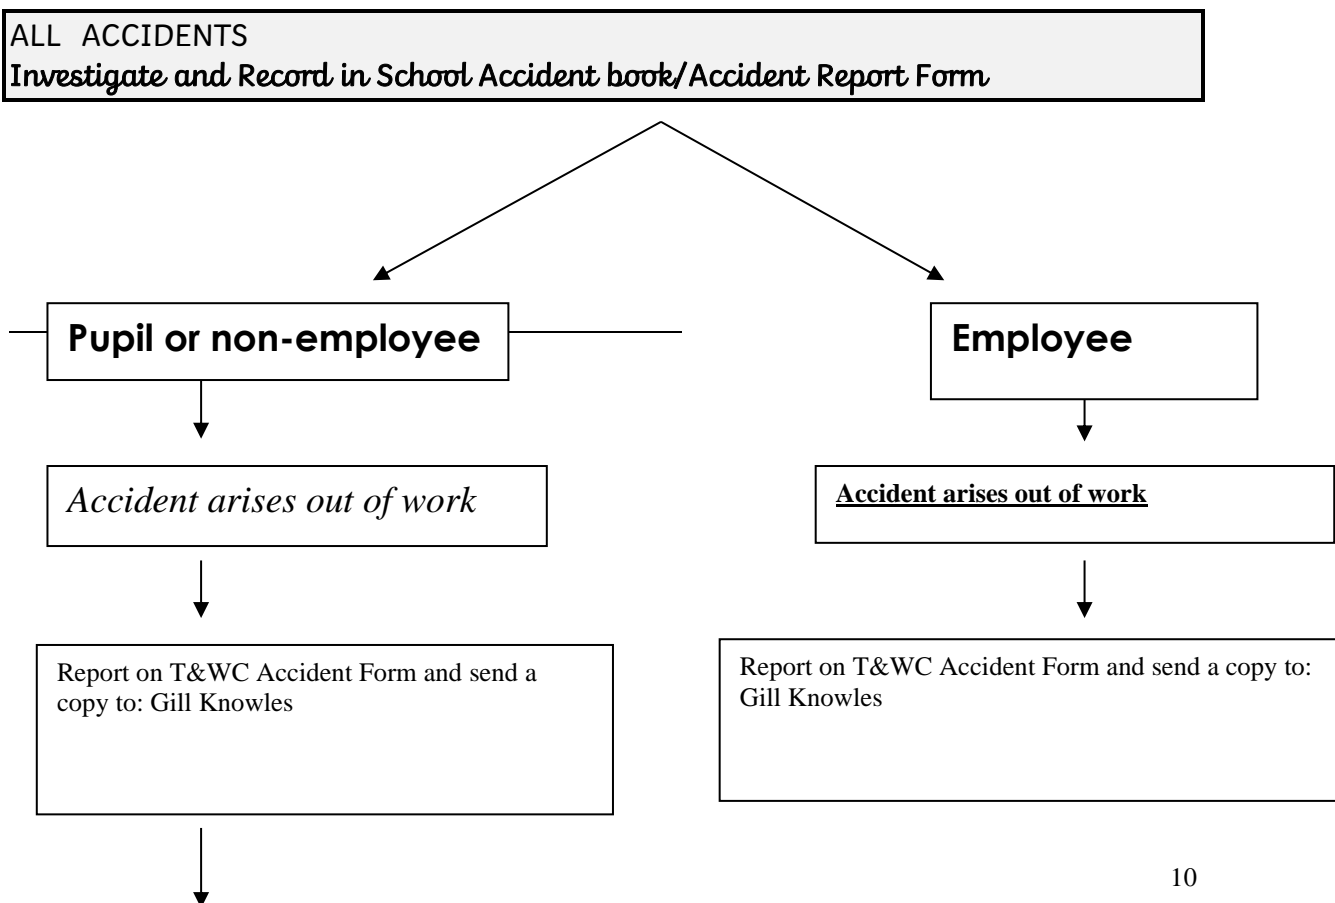 ALL ACCIDENTS
Investigate and Record in School Accident book/Accident Report Form
Pupil or non-employee
Employee
Accident arises out of work
Accident arises out of work
Report on T&WC Accident Form and send a
copy to: Gill Knowles
Report on T&WC Accident Form and send a copy to:
Gill Knowles
10